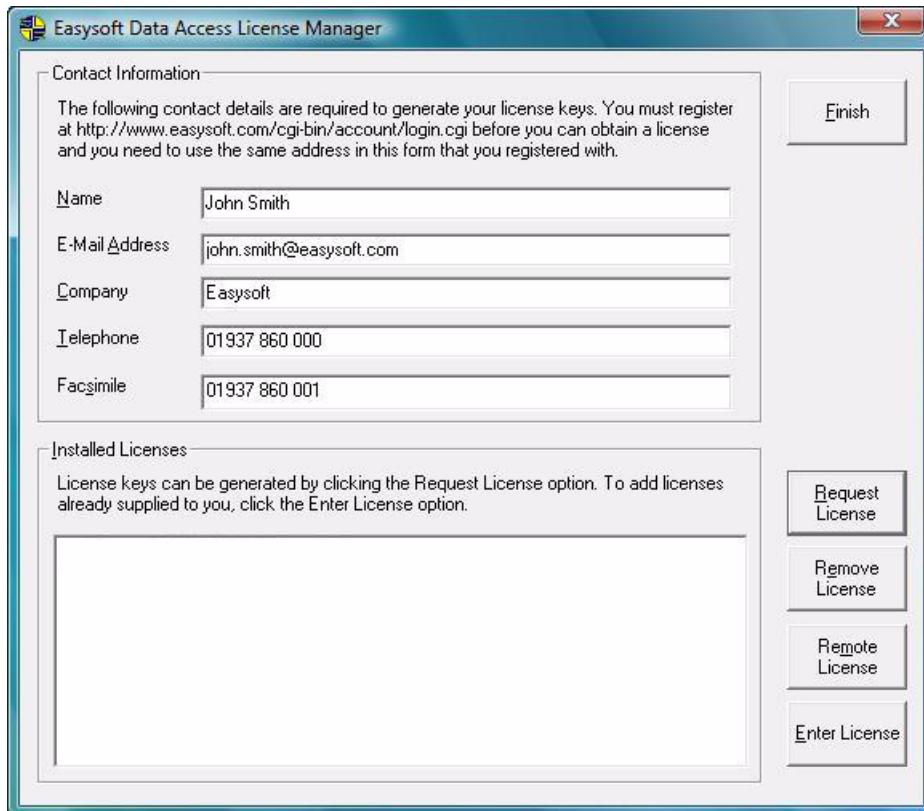 Easysoft Data Access License Manager
Contact Information
The following contact details are required to generate your license keys. You must register
at http://www.easysoft.com/cgi-bin/account/login.cgi before you can obtain a license
and you need to use the same address in this form that you registered with.
Finish
Name
John Smith
E-Mail Address
john.smith@easysoft.com
Company
Easysoft
Telephone
01937 860 000
Facsimile
01937 860 001
Installed Licenses
License keys can be generated by clicking the Request License option. To add licenses
already supplied to you, click the Enter License option.
Request
License
Remove
License
Remote
License
Enter License